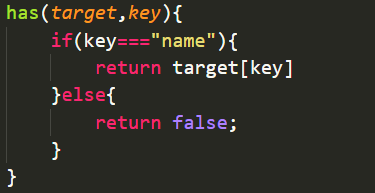 has(target,key){
    if(key==="name"){
        return target[key]
    }else{
        return false;
    }
}